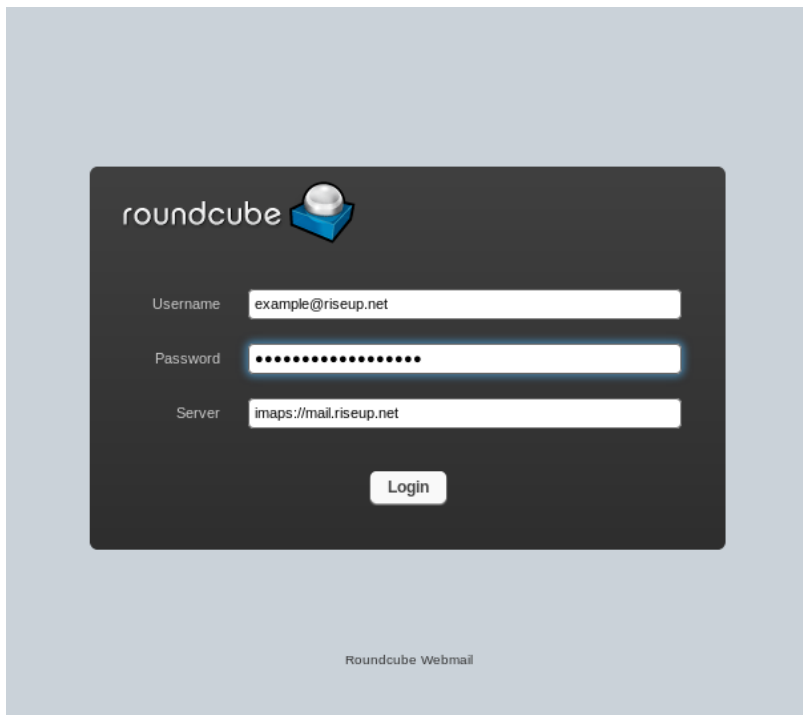 roundcube
Username example@riseup.net
Password ••••••••••••••••••
Server imaps://mail.riseup.net
Login
Roundcube Webmail